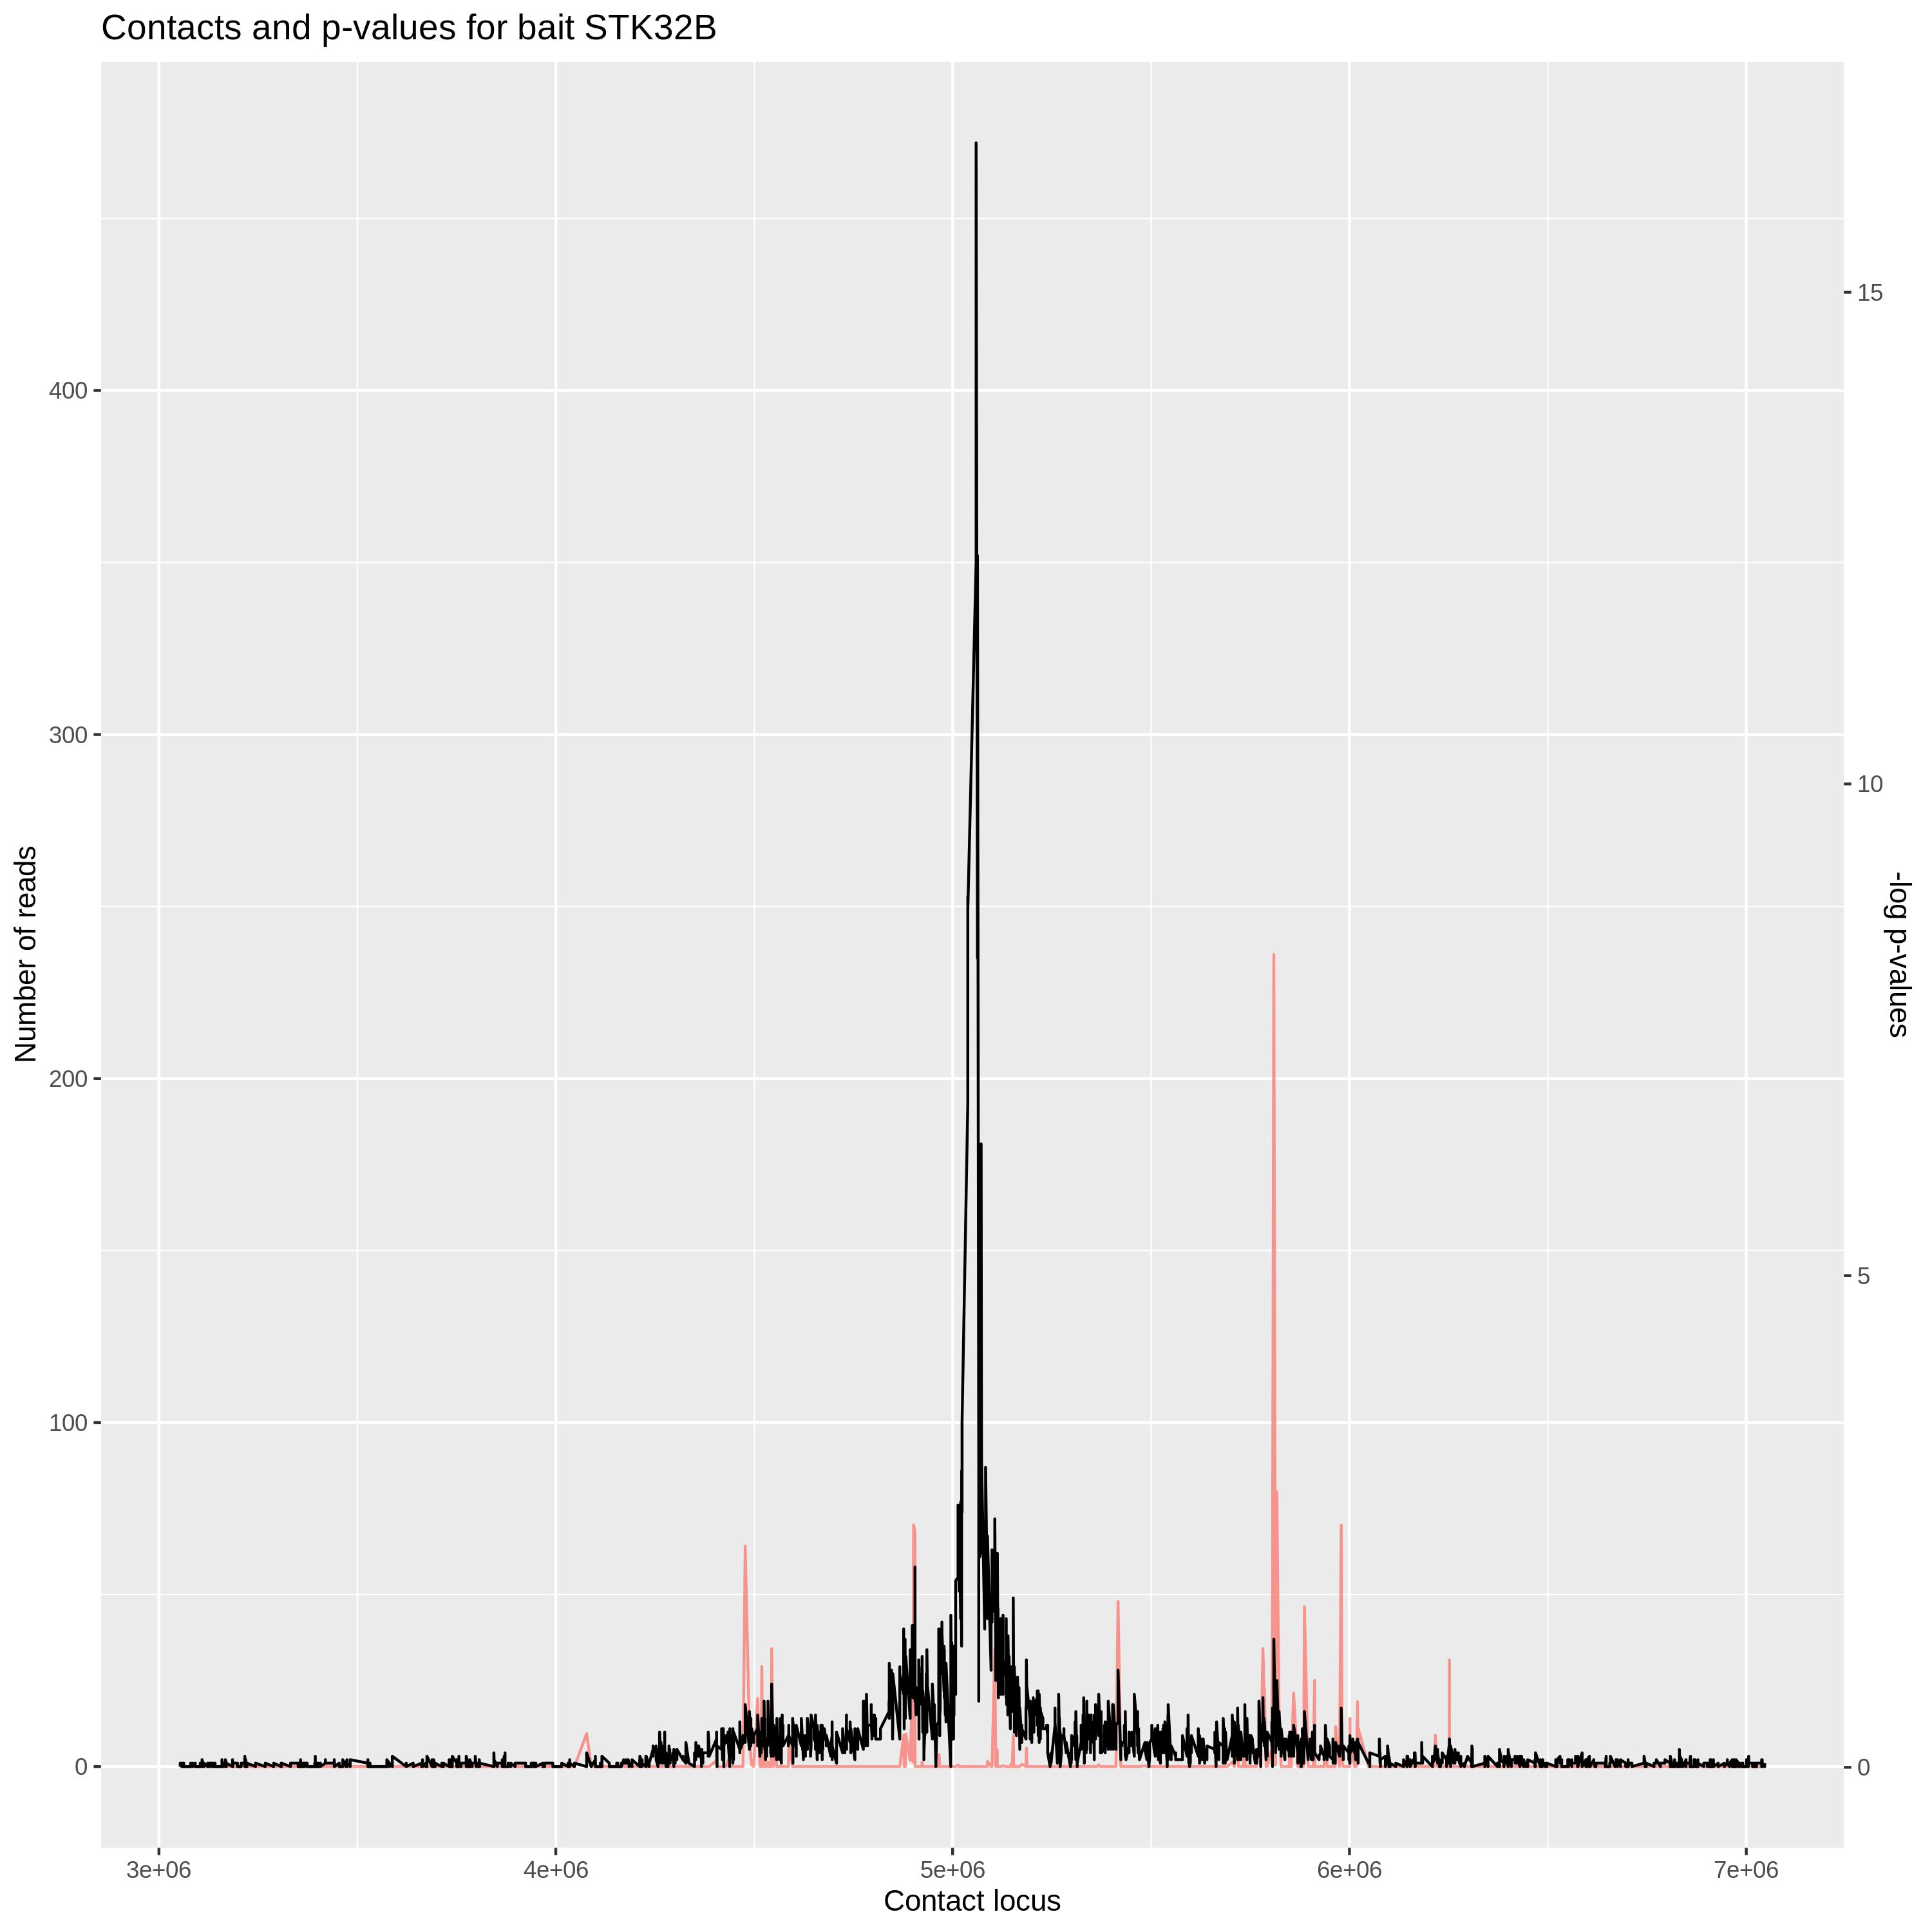 Contacts and p-values for bait STK32B
Number of reads
400
300
200
100
0
15
10
5
0
-log p-values
3e+06 4e+06 5e+06 6e+06 7e+06
Contact locus